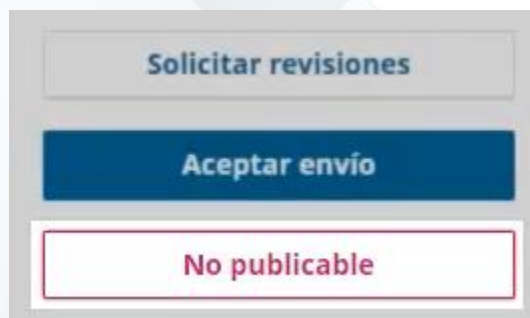 Solicitar revisiones
Aceptar envío
No publicable